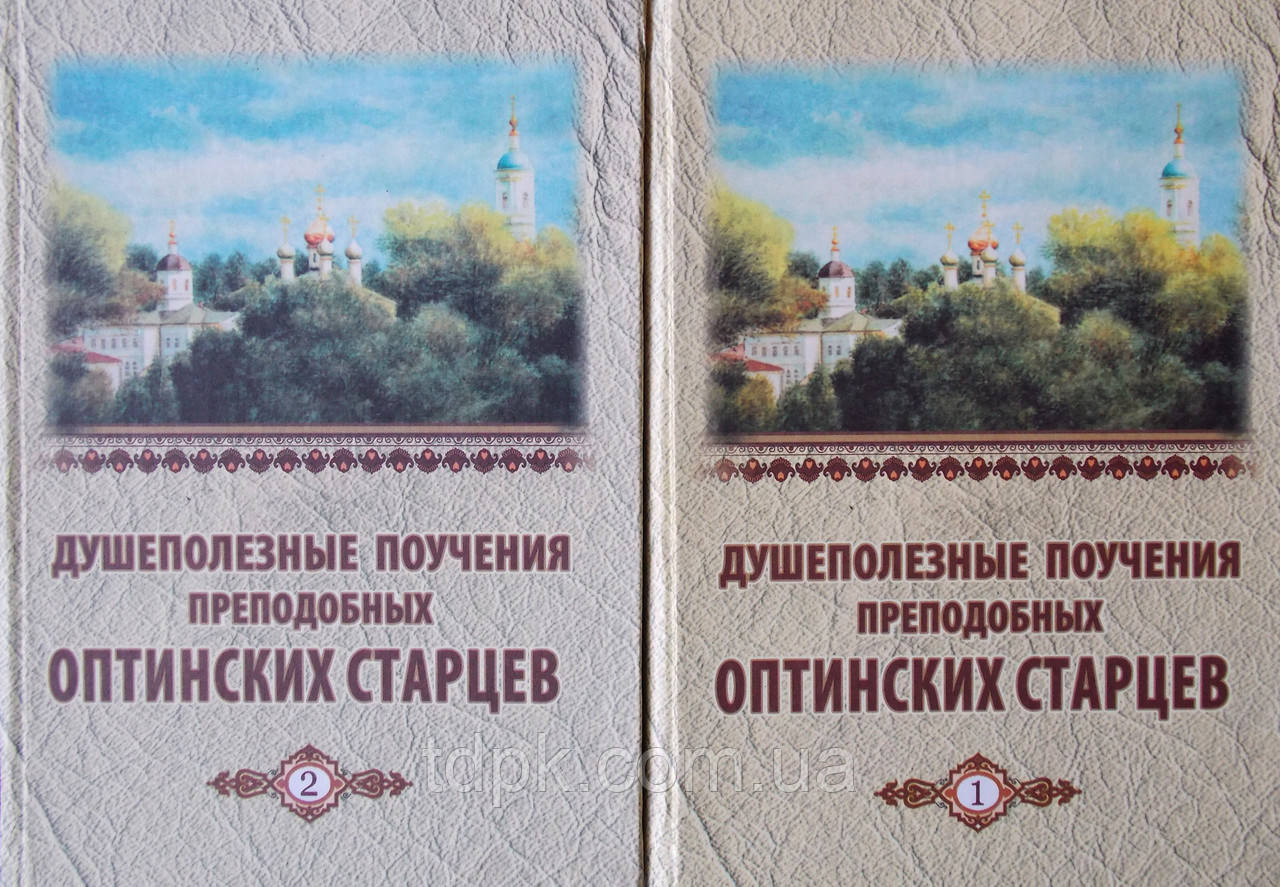 ДУШЕПОЛЕЗНЫЕ ПОУЧЕНИЯ
ПРЕПОДОБНЫХ
ОПТИНСКИХ СТАРЦЕВ
2
ДУШЕПОЛЕЗНЫЕ ПОУЧЕНИЯ
ПРЕПОДОБНЫХ
ОПТИНСКИХ СТАРЦЕВ
1
tdpk.com.ua